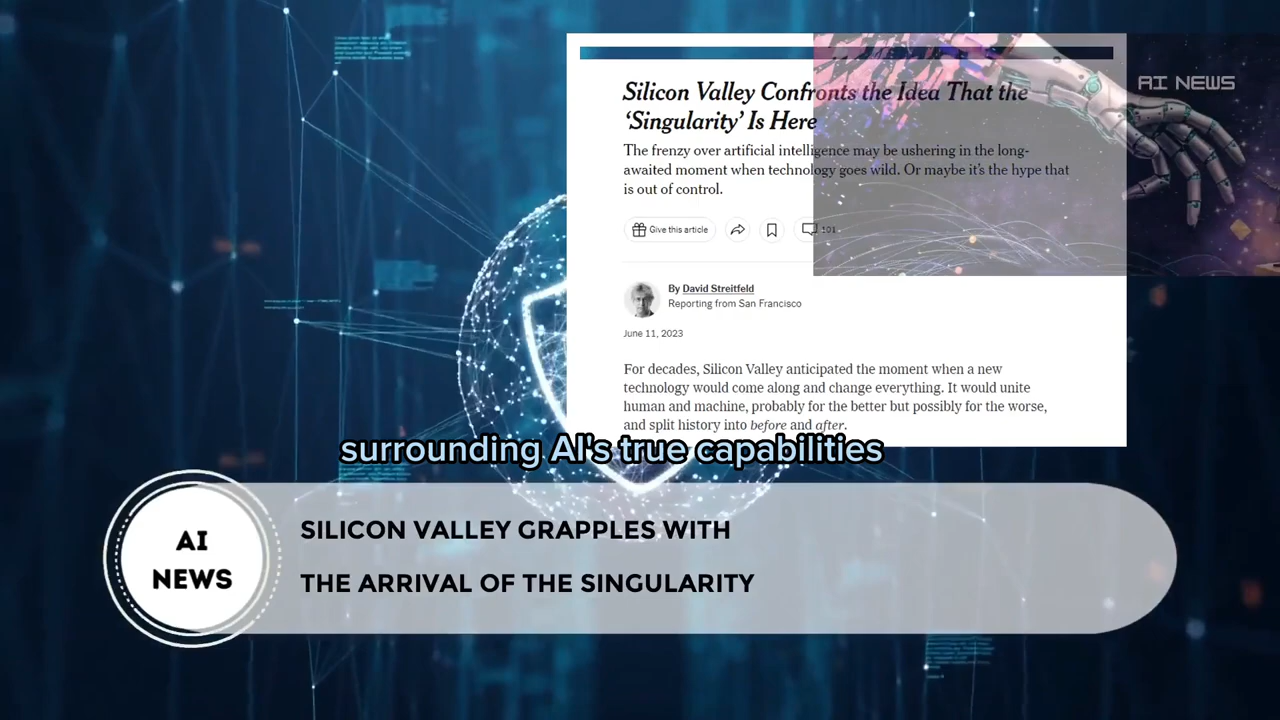 AI NEWS
Silicon Valley Confronts the Idea That the
‘Singularity’ Is Here
The frenzy over artificial intelligence may be ushering in the long-
awaited moment when technology goes wild. Or maybe it's the hype that
is out of control.
Give this article
101
By David Streitfeld
Reporting from San Francisco
June 11, 2023
For decades, Silicon Valley anticipated the moment when a new
technology would come along and change everything. It would unite
human and machine, probably for the better but possibly for the worse,
and split history into before and after.
surrounding AI's true capabilities
AI
NEWS
SILICON VALLEY GRAPPLES WITH
THE ARRIVAL OF THE SINGULARITY